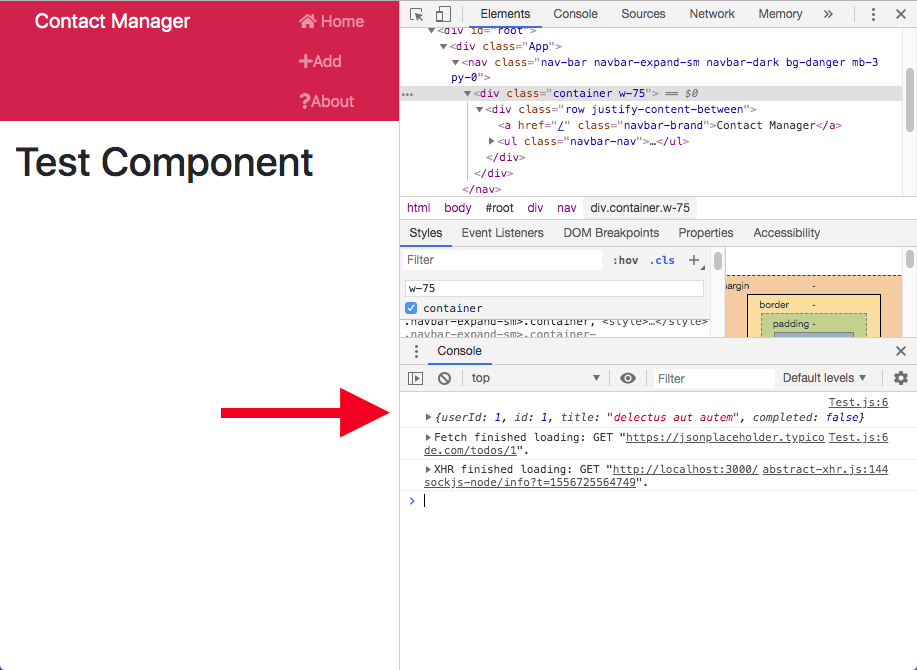 Contact Manager
Home
Add
?About
Test Component
Elements Console Sources Network Memory »
<div id="root">
<div class="App">
<nav class="nav-bar navbar-expand-sm navbar-dark bg-danger mb-3
py-0">
<div class="container w-75"> == $0
<div class="row justify-content-between">
<a href="/" class="navbar-brand">Contact Manager</a>
<ul class="navbar-nav">…</ul>
</div>
</div>
</nav>
html body #root div nav div.container.w-75
Styles Event Listeners DOM Breakpoints Properties Accessibility
Filter :hov .cls +
w-75
container
.navbar-expand-sm>.container, <style>…</style>
.navbar-expand-sm>.container-
argin -
border -
padding -
Console
top Filter Default levels
Test.js:6
{userId: 1, id: 1, title: "delectus aut autem", completed: false}
Fetch finished loading: GET "https://jsonplaceholder.typico Test.js:6
de.com/todos/1".
XHR finished loading: GET "http://localhost:3000/ abstract-xhr.js:144
sockjs-node/info?t=1556725564749".
>